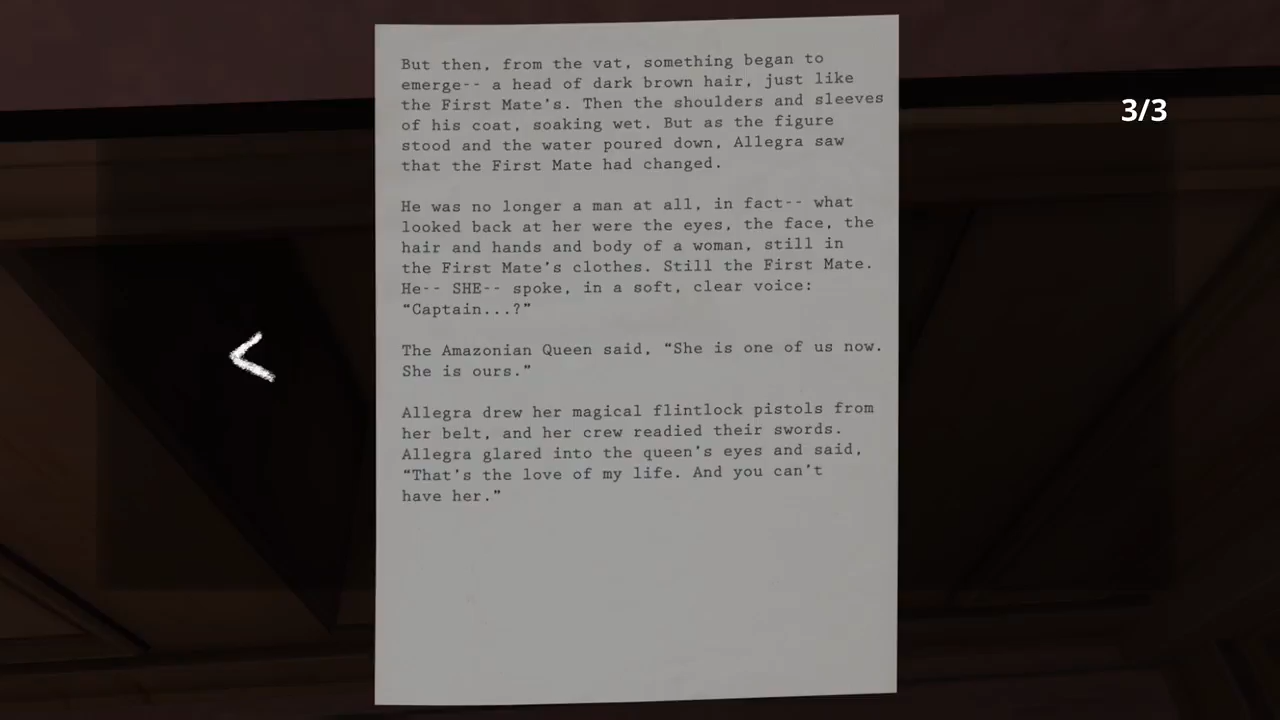 But then, from the vat, something began to
emerge-- a head of dark brown hair, just like
the First Mate's. Then the shoulders and sleeves
of his coat, soaking wet. But as the figure
stood and the water poured down, Allegra saw
that the First Mate had changed.
He was no longer a man at all, in fact-- what
looked back at her were the eyes, the face, the
hair and hands and body of a woman, still in
the First Mate's clothes. Still the First Mate.
He-- SHE-- spoke, in a soft, clear voice:
“Captain...?”
The Amazonian Queen said, “She is one of us now.
She is ours.”
Allegra drew her magical flintlock pistols from
her belt, and her crew readied their swords.
Allegra glared into the queen's eyes and said,
“That's the love of my life. And you can't
have her.”
3/3